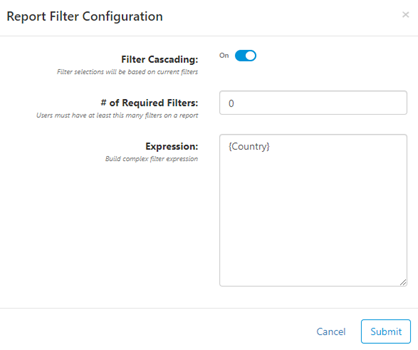 Report Filter Configuration
×
Filter Cascading:
On
Filter selections will be based on current filters
# of Required Filters:
0
Users must have at least this many filters on a report
Expression:
{Country}
Build complex filter expression
Cancel
Submit